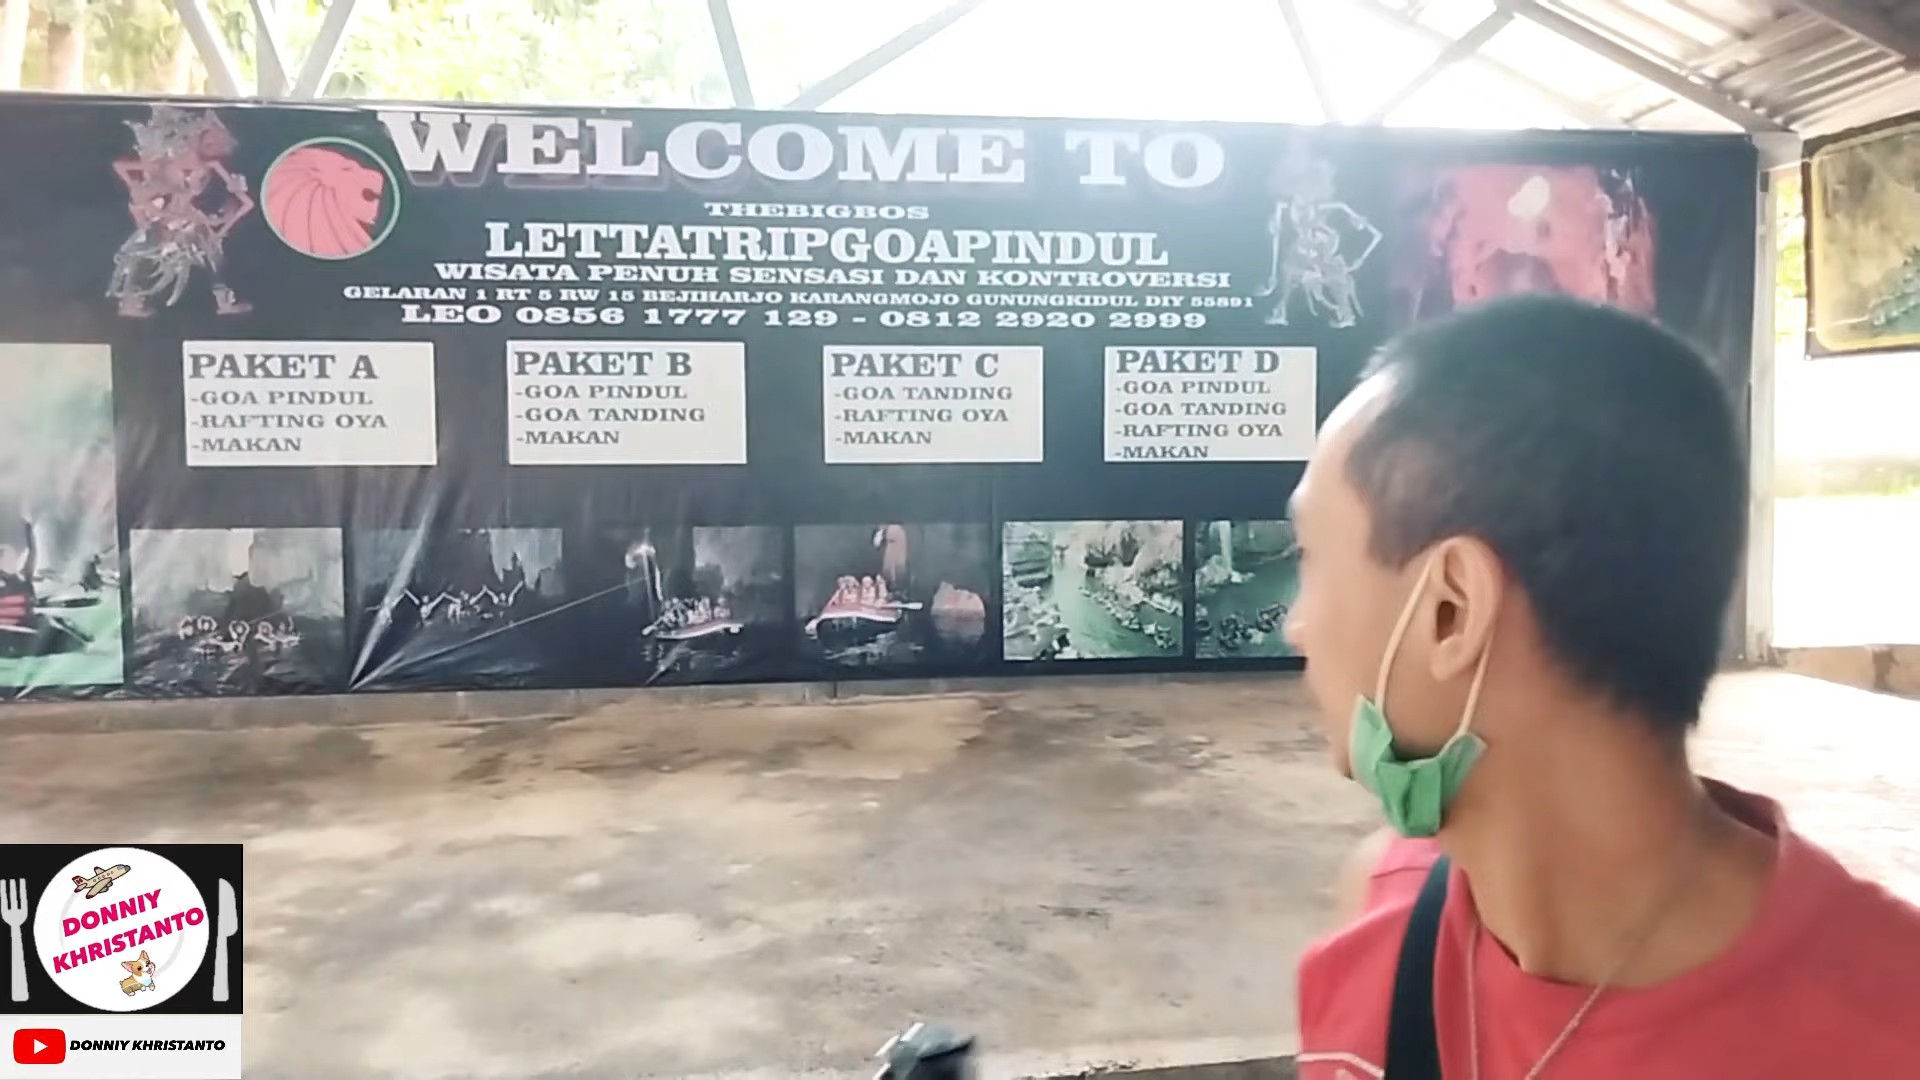 WELCOME TO
THEBIGBOS
LETTATRIPGOAPINDUL
WISATA PENUH SENSASI DAN KONTROVERSI
GELARAN 1 RT 5 RW 15 BEJIHARJO KARANGMOJO GUNUNGKIDUL DIY 55891
LEO 0856 1777 129 - 0812 2920 2999
PAKET A
-GOA PINDUL
-RAFTING OYA
-MAKAN
PAKET B
-GOA PINDUL
-GOA TANDING
-MAKAN
PAKET C
-GOA TANDING
-RAFTING OYA
-MAKAN
PAKET D
-GOA PINDUL
-GOA TANDING
-RAFTING OYA
-MAKAN
DONNIY
KHRISTANTO
DONNIY KHRISTANTO